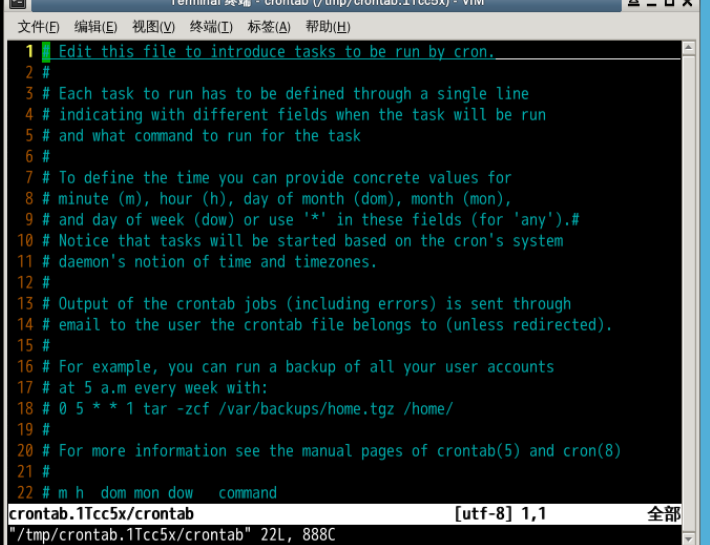 Terminal 终端 - crontab (/tmp/crontab.1Tcc5x) - VIM
文件(F) 编辑(E) 视图(V) 终端(T) 标签(A) 帮助(H)
1 # Edit this file to introduce tasks to be run by cron.
2 #
3 # Each task to run has to be defined through a single line
4 # indicating with different fields when the task will be run
5 # and what command to run for the task
6 #
7 # To define the time you can provide concrete values for
8 # minute (m), hour (h), day of month (dom), month (mon),
9 # and day of week (dow) or use '*' in these fields (for 'any').#
10 # Notice that tasks will be started based on the cron's system
11 # daemon's notion of time and timezones.
12 #
13 # Output of the crontab jobs (including errors) is sent through
14 # email to the user the crontab file belongs to (unless redirected).
15 #
16 # For example, you can run a backup of all your user accounts
17 # at 5 a.m every week with:
18 # 0 5 * * 1 tar -zcf /var/backups/home.tgz /home/
19 #
20 # For more information see the manual pages of crontab(5) and cron(8)
21 #
22 # m h  dom mon dow   command
crontab.1Tcc5x/crontab [utf-8] 1,1 全部
"/tmp/crontab.1Tcc5x/crontab" 22L, 888C